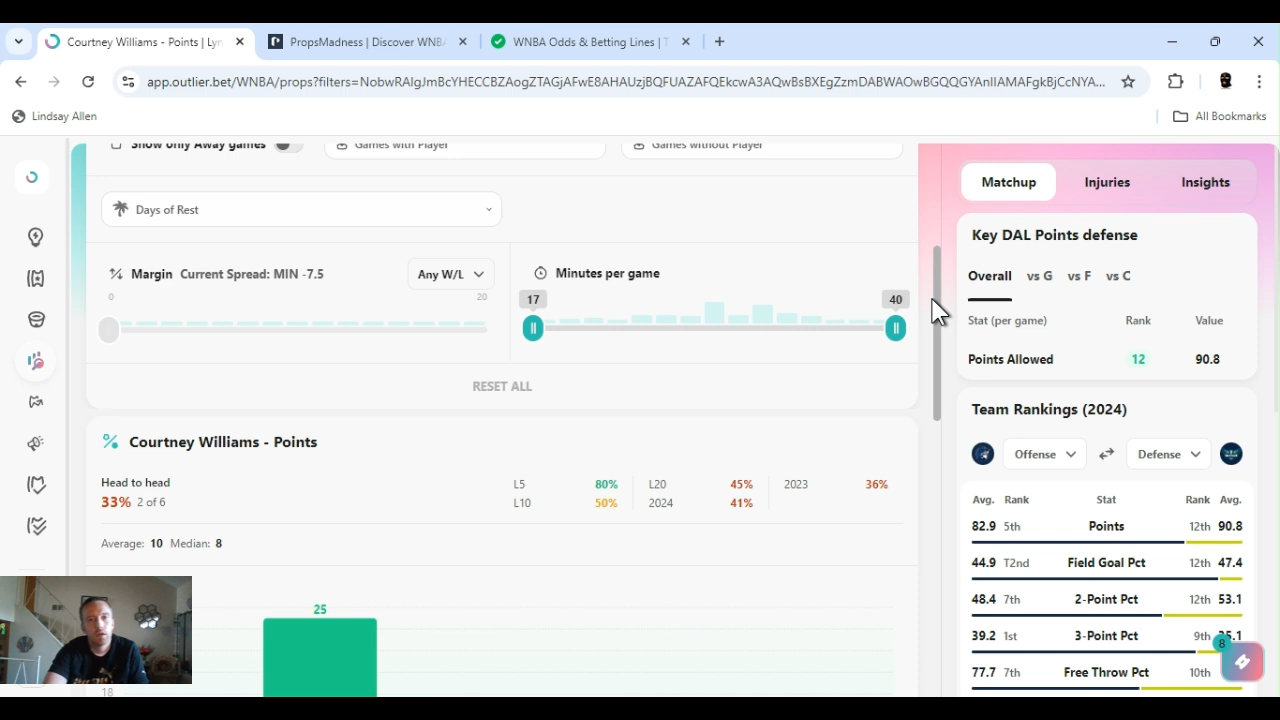 Courtney Williams - Points | Lyn
PropsMadness | Discover WNB
WNBA Odds & Betting Lines | T
app.outlier.bet/WNBA/props?filters=NobwRAlgJmBcYHECCBZAogZTAGjAFwE8AHAUzjBQFUAZAFQEkcwA3AQwBsBXEgZzmDABWAOwBGQQGYAnIIAMAFgkBjCcNYA...
Lindsay Allen
All Bookmarks
Show only Away games
Games with Player
Games without Player
Days of Rest
Margin Current Spread: MIN -7.5
Any W/L
0
20
Minutes per game
17
40
RESET ALL
Courtney Williams - Points
Head to head
33% 2 of 6
L5 80% L20 45% 2023 36%
L10 50% 2024 41%
Average: 10 Median: 8
25
18
Matchup Injuries Insights
Key DAL Points defense
Overall vs G vs F vs C
Stat (per game) Rank Value
Points Allowed 12 90.8
Team Rankings (2024)
Offense Defense
Avg. Rank Stat Rank Avg.
82.9 5th Points 12th 90.8
44.9 T2nd Field Goal Pct 12th 47.4
48.4 7th 2-Point Pct 12th 53.1
39.2 1st 3-Point Pct 9th
8
77.7 7th Free Throw Pct 10th